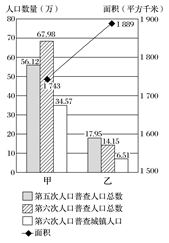 人口数量(万)
面积(平方千米)
80
70
60
50
40
30
20
10
0
1 900
1 800
1 700
1 600
1 500
56.12
67.98
1 743
34.57
1 889
17.95
14.15
6.51
甲
乙
第五次人口普查人口总数
第六次人口普查人口总数
第六次人口普查城镇人口
面积